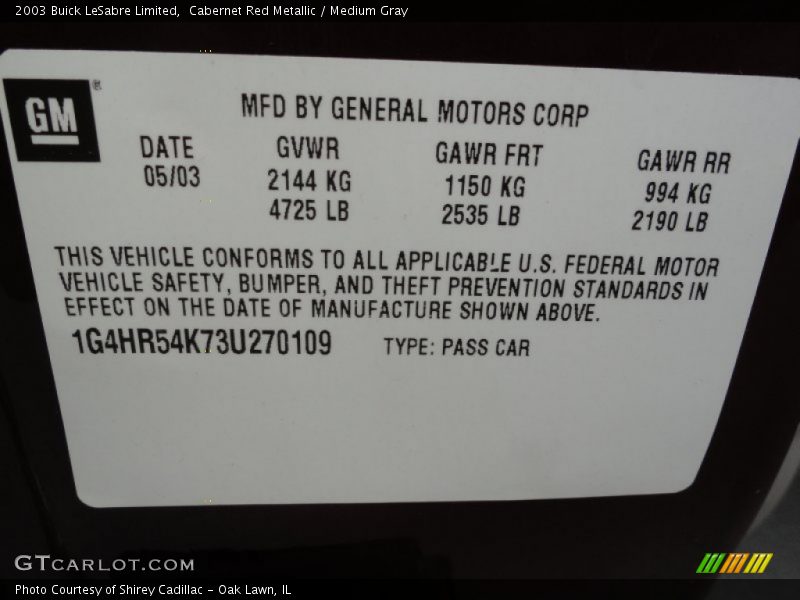 2003 Buick LeSabre Limited,  Cabernet Red Metallic / Medium Gray
GM ®
MFD BY GENERAL MOTORS CORP
DATE GVWR GAWR FRT GAWR RR
05/03 2144 KG 1150 KG 994 KG
4725 LB 2535 LB 2190 LB
THIS VEHICLE CONFORMS TO ALL APPLICABLE U.S. FEDERAL MOTOR
VEHICLE SAFETY, BUMPER, AND THEFT PREVENTION STANDARDS IN
EFFECT ON THE DATE OF MANUFACTURE SHOWN ABOVE.
1G4HR54K73U270109 TYPE: PASS CAR
GTCARLOT.COM
Photo Courtesy of Shirey Cadillac - Oak Lawn, IL